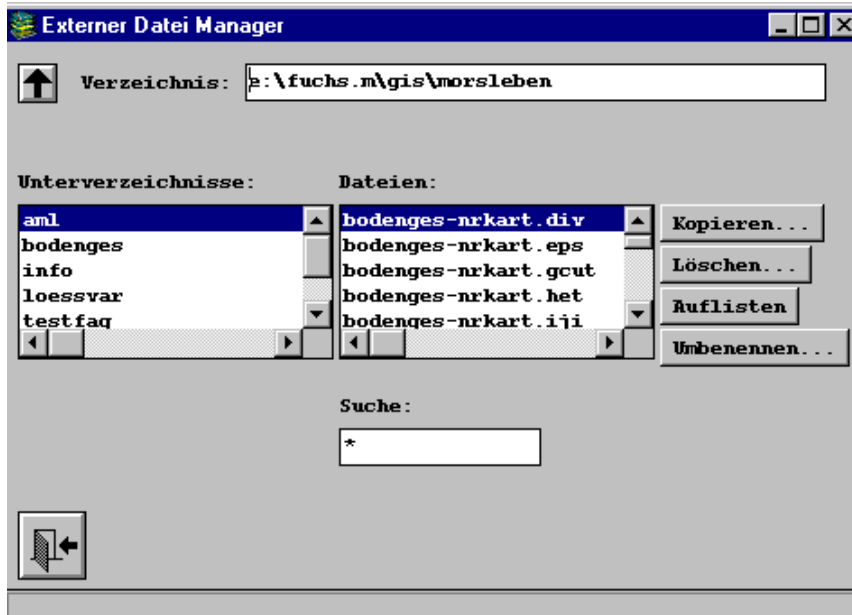 Externer Datei Manager
Verzeichnis: e:\fuchs.m\gis\morsleben
Unterverzeichnisse:
aml
bodenges
info
loessvar
testfaq
Dateien:
bodenges-nrkart.div
bodenges-nrkart.eps
bodenges-nrkart.gcut
bodenges-nrkart.het
bodenges-nrkart.iji
Kopieren...
Löschen...
Auflisten
Umbenennen...
Suche:
*